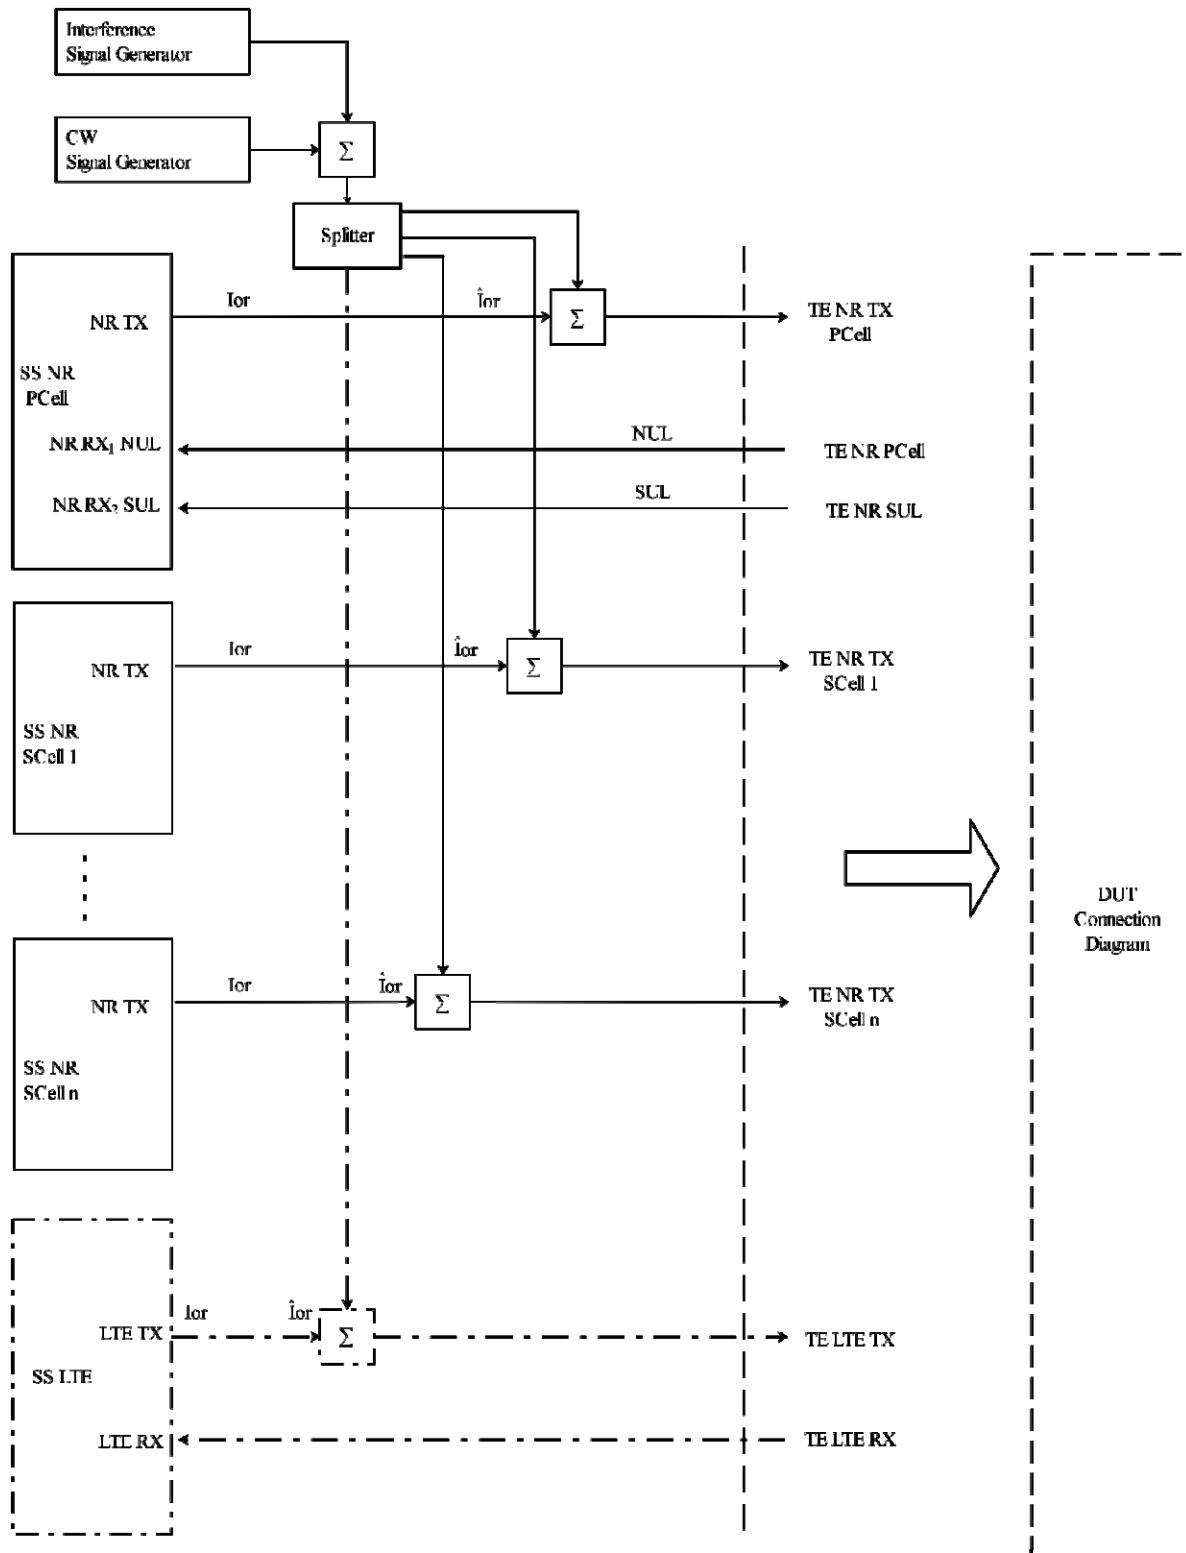 Interference
Signal Generator
CW
Signal Generator
Σ
Splitter
NR TX
Ior
Îor
Σ
TE NR TX
PCell
SS NR
PCell
NR RX₁ NUL
NUL
TE NR PCell
NR RX₂ SUL
SUL
TE NR SUL
NR TX
Ior
Îor
Σ
TE NR TX
SCell 1
SS NR
SCell 1
DUT
Connection
Diagram
NR TX
Ior
Îor
Σ
TE NR TX
SCell n
SS NR
SCell n
LTE TX
Ior
Îor
Σ
TE LTE TX
SS LTE
LTE RX
TE LTE RX